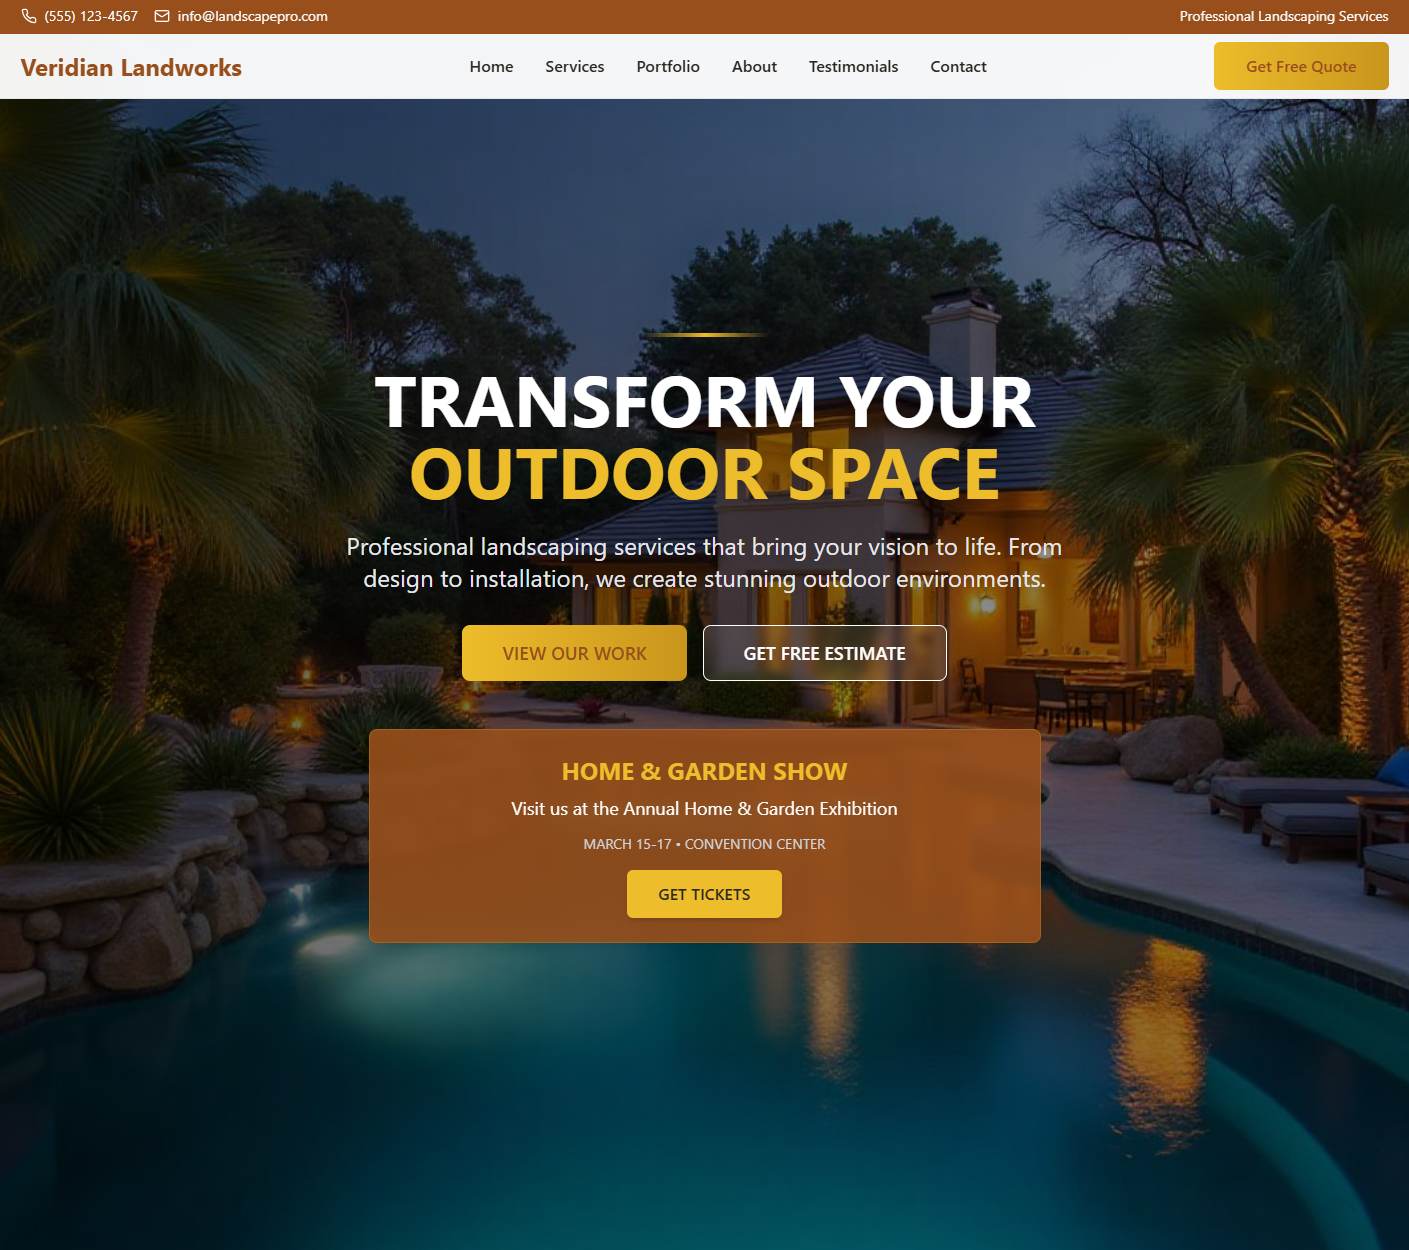 (555) 123-4567 info@landscapepro.com Professional Landscaping Services
Veridian Landworks Home Services Portfolio About Testimonials Contact Get Free Quote
TRANSFORM YOUR
OUTDOOR SPACE
Professional landscaping services that bring your vision to life. From
design to installation, we create stunning outdoor environments.
VIEW OUR WORK GET FREE ESTIMATE
HOME & GARDEN SHOW
Visit us at the Annual Home & Garden Exhibition
MARCH 15-17 • CONVENTION CENTER
GET TICKETS